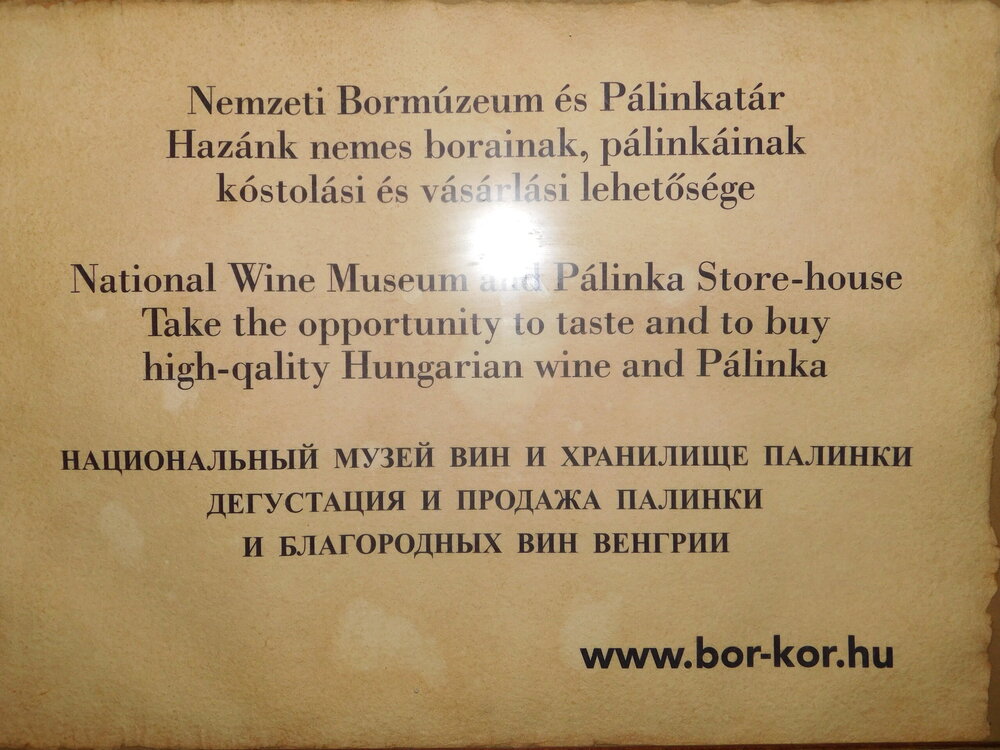 Nemzeti Bormúzeum és Pálinkatár
Hazánk nemes borainak, pálinkáinak
kóstolási és vásárlási lehetősége
National Wine Museum and Pálinka Store-house
Take the opportunity to taste and to buy
high-qality Hungarian wine and Pálinka
НАЦИОНАЛЬНЫЙ МУЗЕЙ ВИН И ХРАНИЛИЩЕ ПАЛИНКИ
ДЕГУСТАЦИЯ И ПРОДАЖА ПАЛИНКИ
И БЛАГОРОДНЫХ ВИН ВЕНГРИИ
www.bor-kor.hu